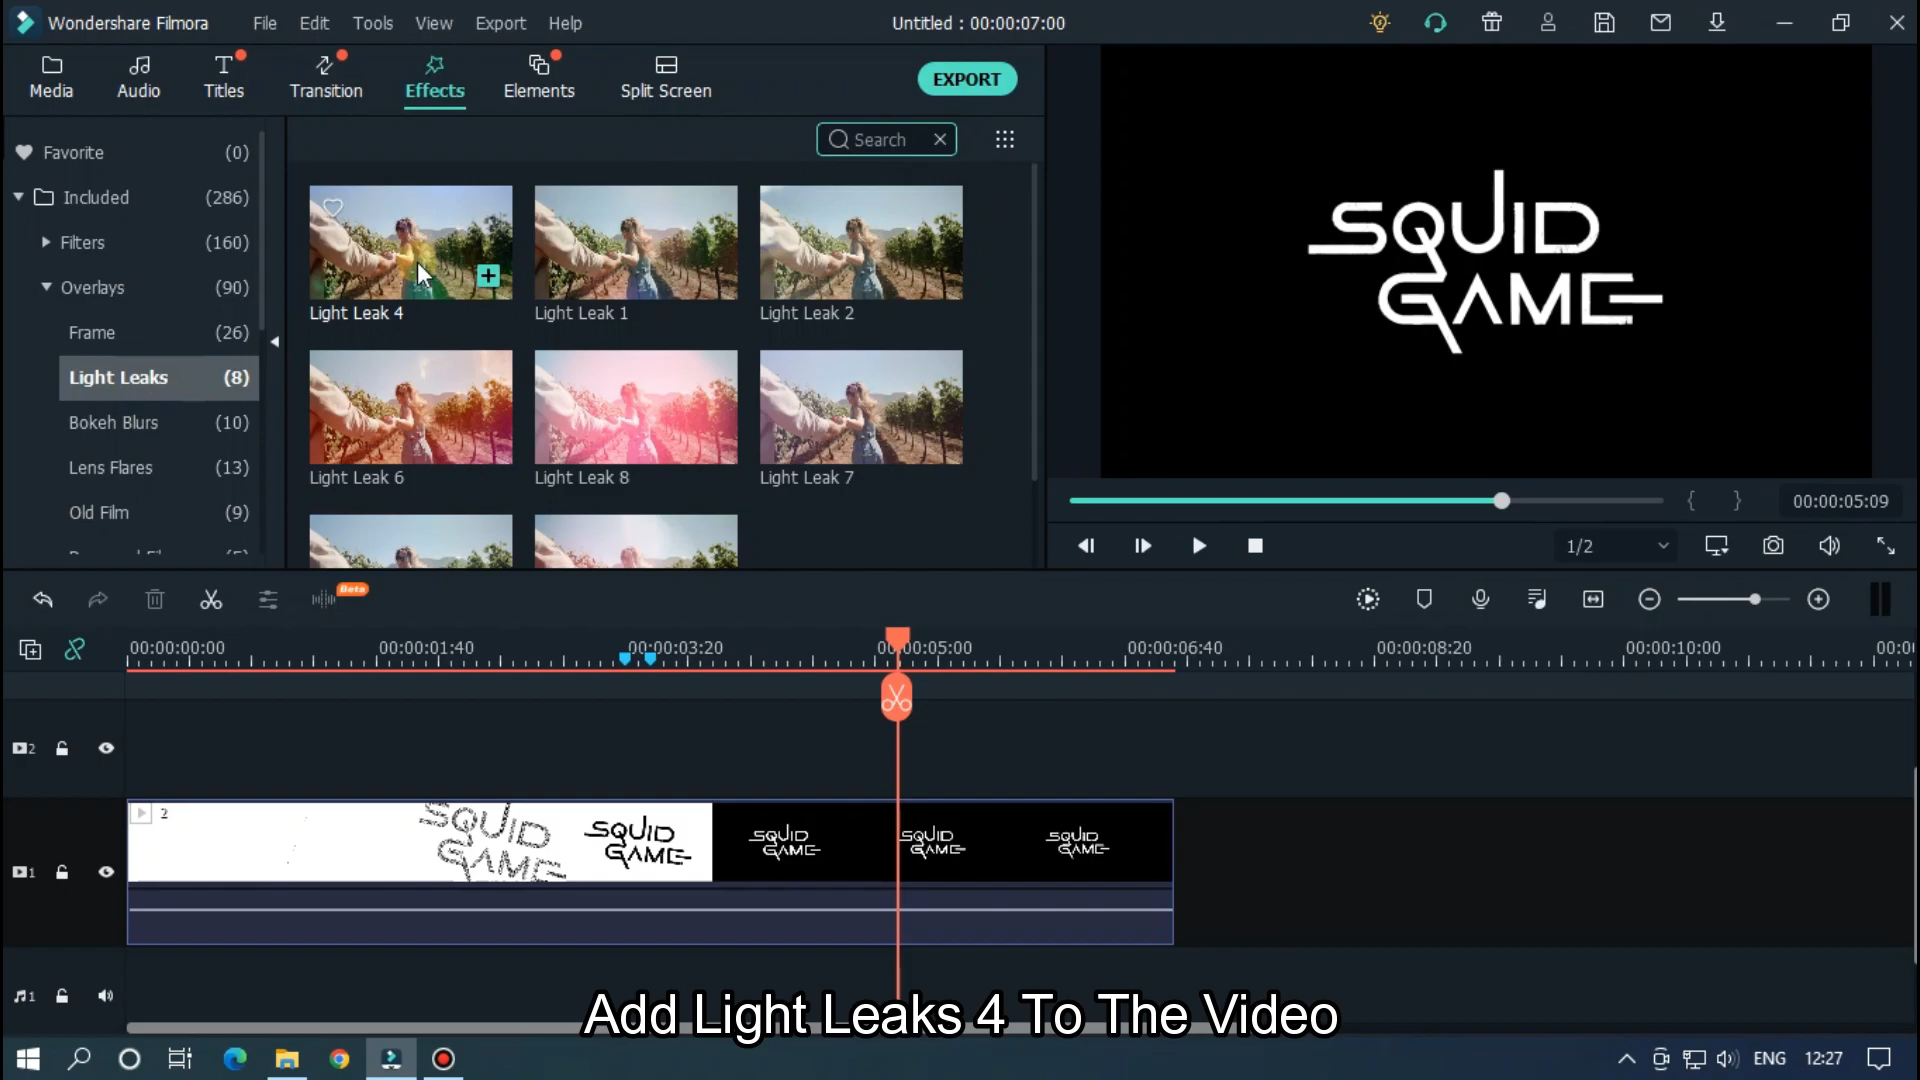 Wondershare Filmora
File
Edit
Tools
View
Export
Help
Untitled : 00:00:07:00
Media
Audio
Titles
Transition
Effects
Elements
Split Screen
EXPORT
Search
Favorite (0)
Included (286)
Filters (160)
Overlays (90)
Frame (26)
Light Leaks (8)
Bokeh Blurs (10)
Lens Flares (13)
Old Film (9)
Light Leak 4
Light Leak 1
Light Leak 2
Light Leak 6
Light Leak 8
Light Leak 7
SQUID
GAME
{ }
00:00:05:09
1/2
Beta
00:00:00:00
00:00:01:40
00:00:03:20
00:00:05:00
00:00:06:40
00:00:08:20
00:00:10:00
2
1
2
SQUID
GAME
SQUID
GAME
SQUID
GAME
SQUID
GAME
SQUID
GAME
1
Add Light Leaks 4 To The Video
ENG
12:27